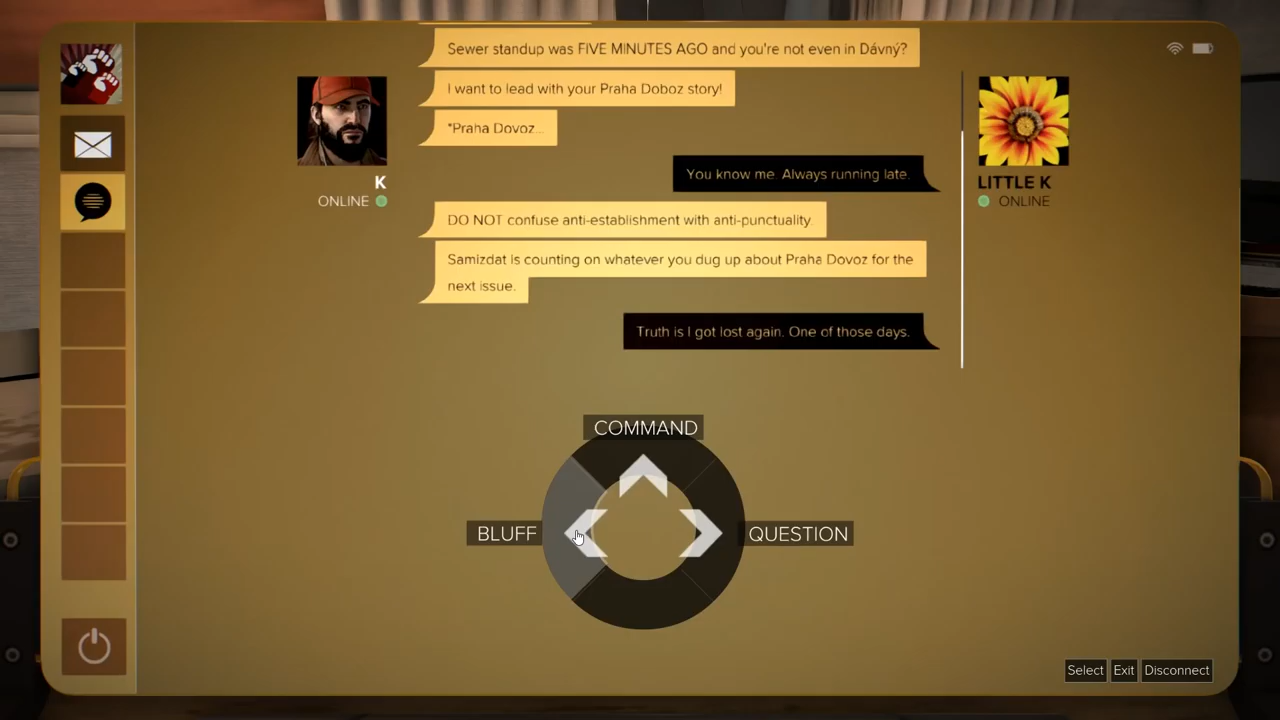 Sewer standup was FIVE MINUTES AGO and you're not even in Dávný?
I want to lead with your Praha Doboz story!
*Praha Dovoz...
You know me. Always running late.
K
ONLINE
LITTLE K
ONLINE
DO NOT confuse anti-establishment with anti-punctuality.
Samizdat is counting on whatever you dug up about Praha Dovoz for the
next issue.
Truth is I got lost again. One of those days.
COMMAND
BLUFF
QUESTION
Select
Exit
Disconnect